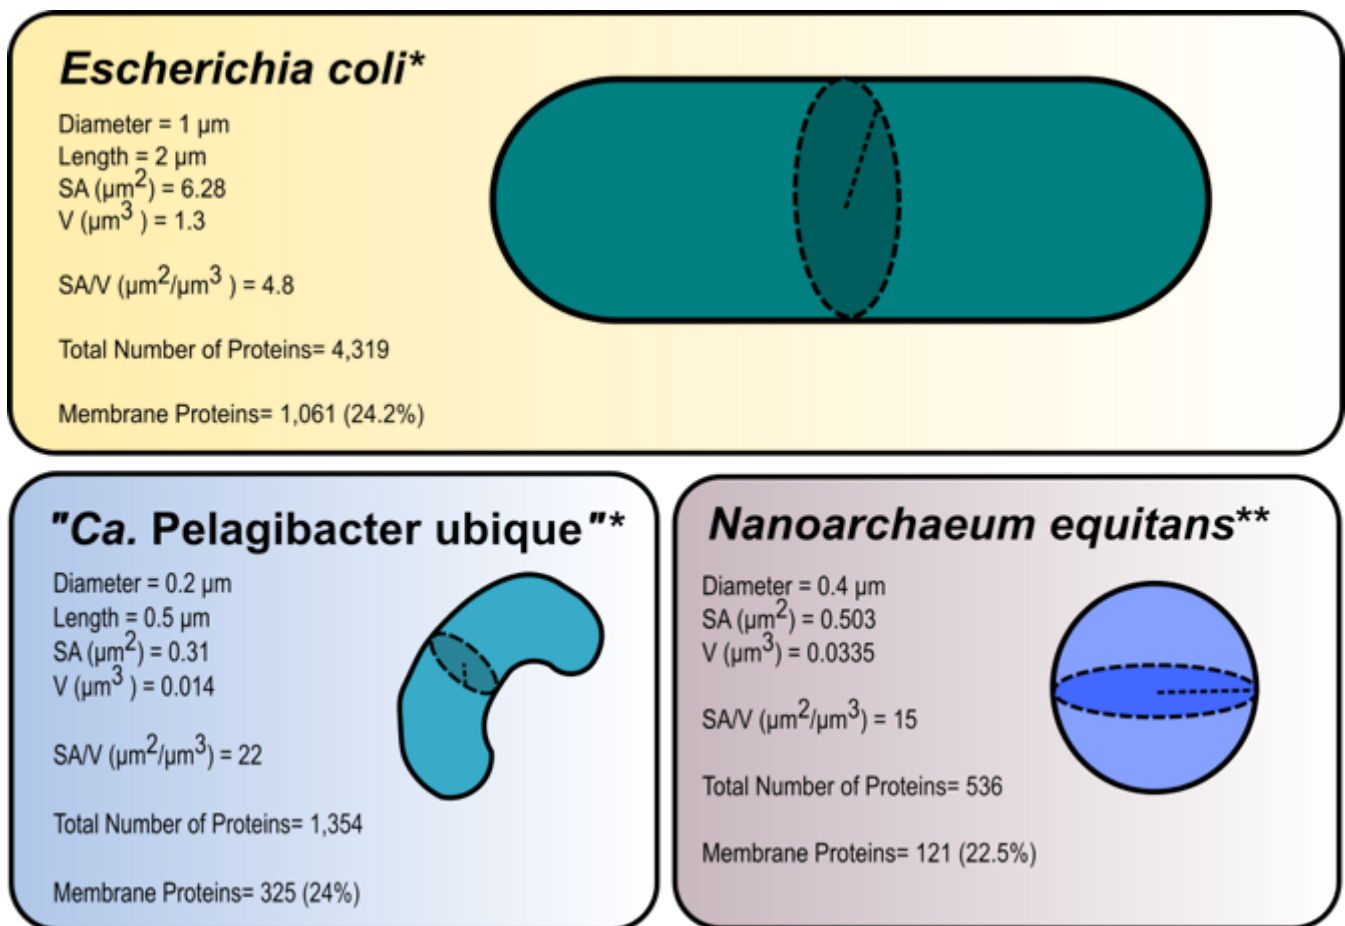 Escherichia coli*
Diameter = 1 µm
Length = 2 µm
SA (µm²) = 6.28
V (µm³ ) = 1.3
SA/V (µm²/µm³ ) = 4.8
Total Number of Proteins= 4,319
Membrane Proteins= 1,061 (24.2%)
"Ca. Pelagibacter ubique"*
Diameter = 0.2 µm
Length = 0.5 µm
SA (µm²) = 0.31
V (µm³ ) = 0.014
SA/V (µm²/µm³) = 22
Total Number of Proteins= 1,354
Membrane Proteins= 325 (24%)
Nanoarchaeum equitans**
Diameter = 0.4 µm
SA (µm²) = 0.503
V (µm³) = 0.0335
SA/V (µm²/µm³) = 15
Total Number of Proteins= 536
Membrane Proteins= 121 (22.5%)